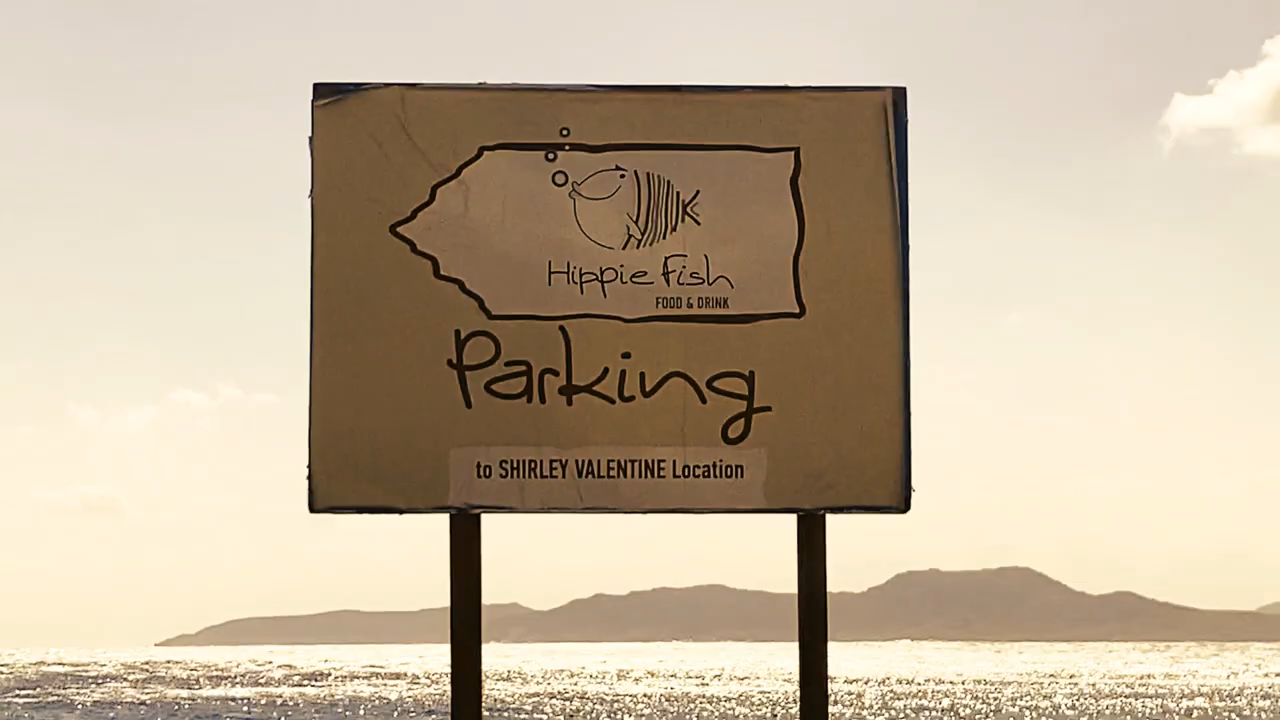 Hippie Fish
FOOD & DRINK
Parking
to SHIRLEY VALENTINE Location